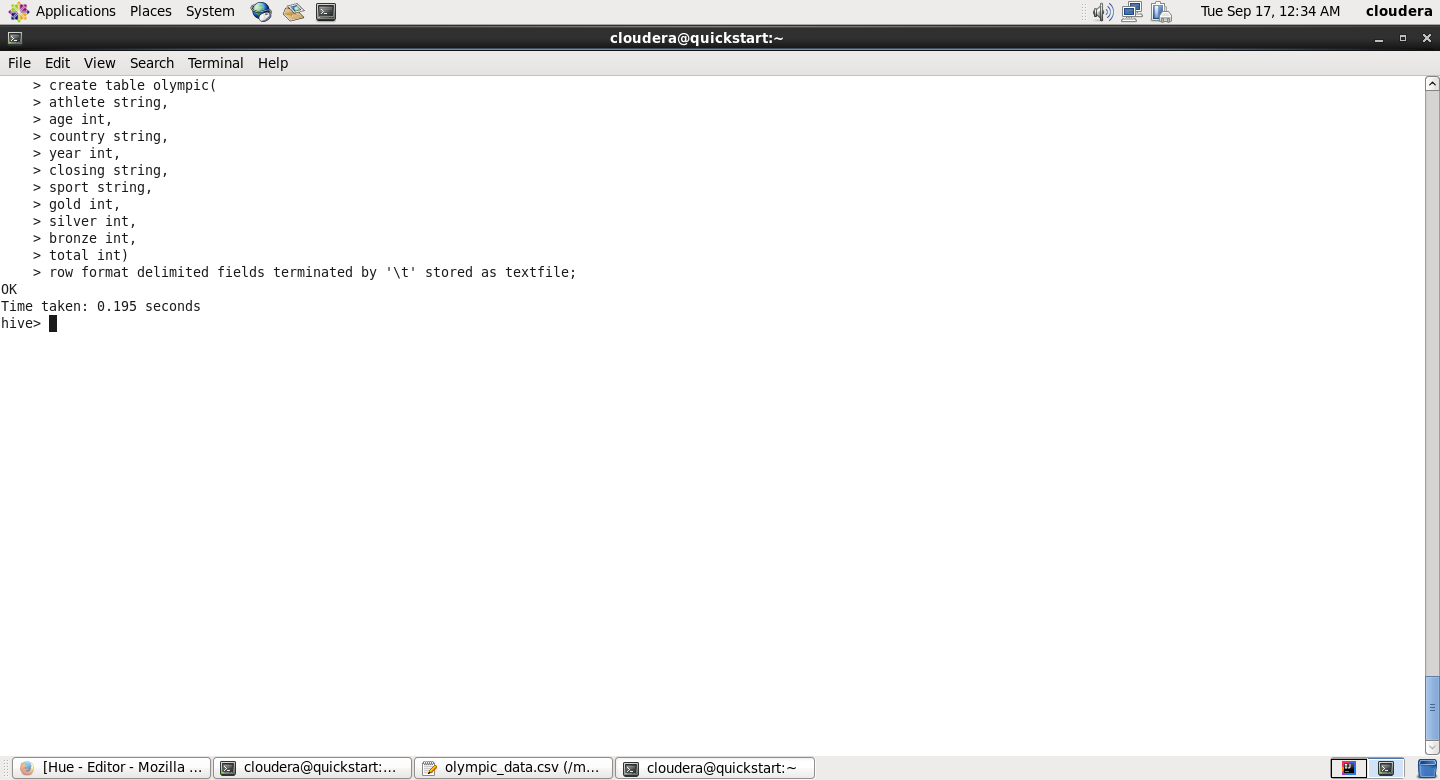 Applications Places System Tue Sep 17, 12:34 AM cloudera
cloudera@quickstart:~
File Edit View Search Terminal Help
> create table olympic(
> athlete string,
> age int,
> country string,
> year int,
> closing string,
> sport string,
> gold int,
> silver int,
> bronze int,
> total int)
> row format delimited fields terminated by '\t' stored as textfile;
OK
Time taken: 0.195 seconds
hive>
[Hue - Editor - Mozilla ... cloudera@quickstart:... olympic_data.csv (/m... cloudera@quickstart:~